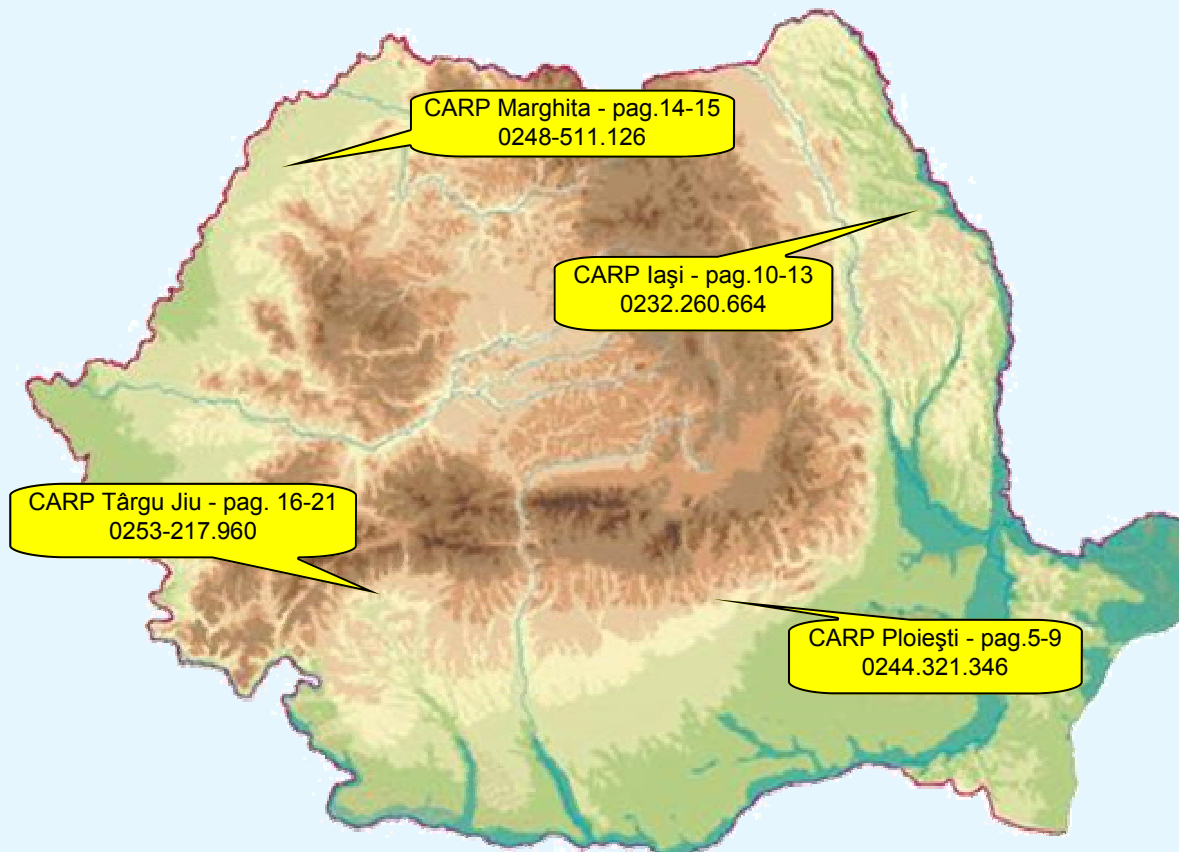 CARP Marghita - pag.14-15
0248-511.126
CARP Iaşi - pag.10-13
0232.260.664
CARP Târgu Jiu - pag. 16-21
0253-217.960
CARP Ploieşti - pag.5-9
0244.321.346